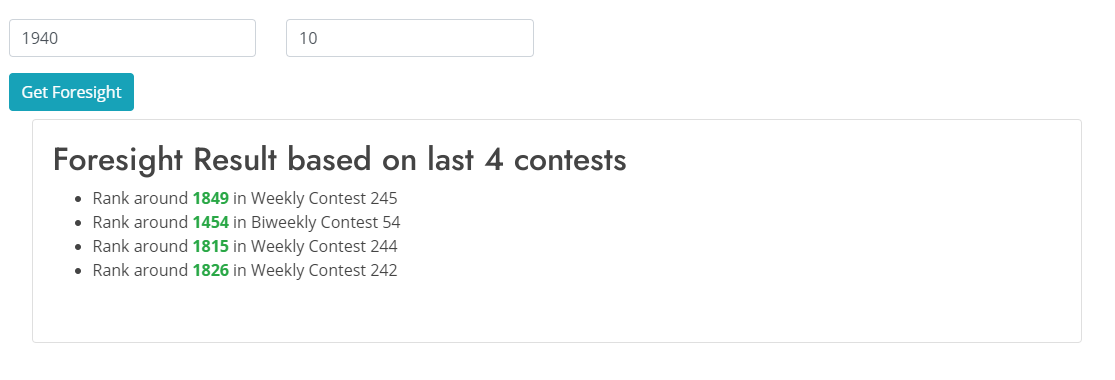 1940 10
Get Foresight
Foresight Result based on last 4 contests
Rank around 1849 in Weekly Contest 245
Rank around 1454 in Biweekly Contest 54
Rank around 1815 in Weekly Contest 244
Rank around 1826 in Weekly Contest 242